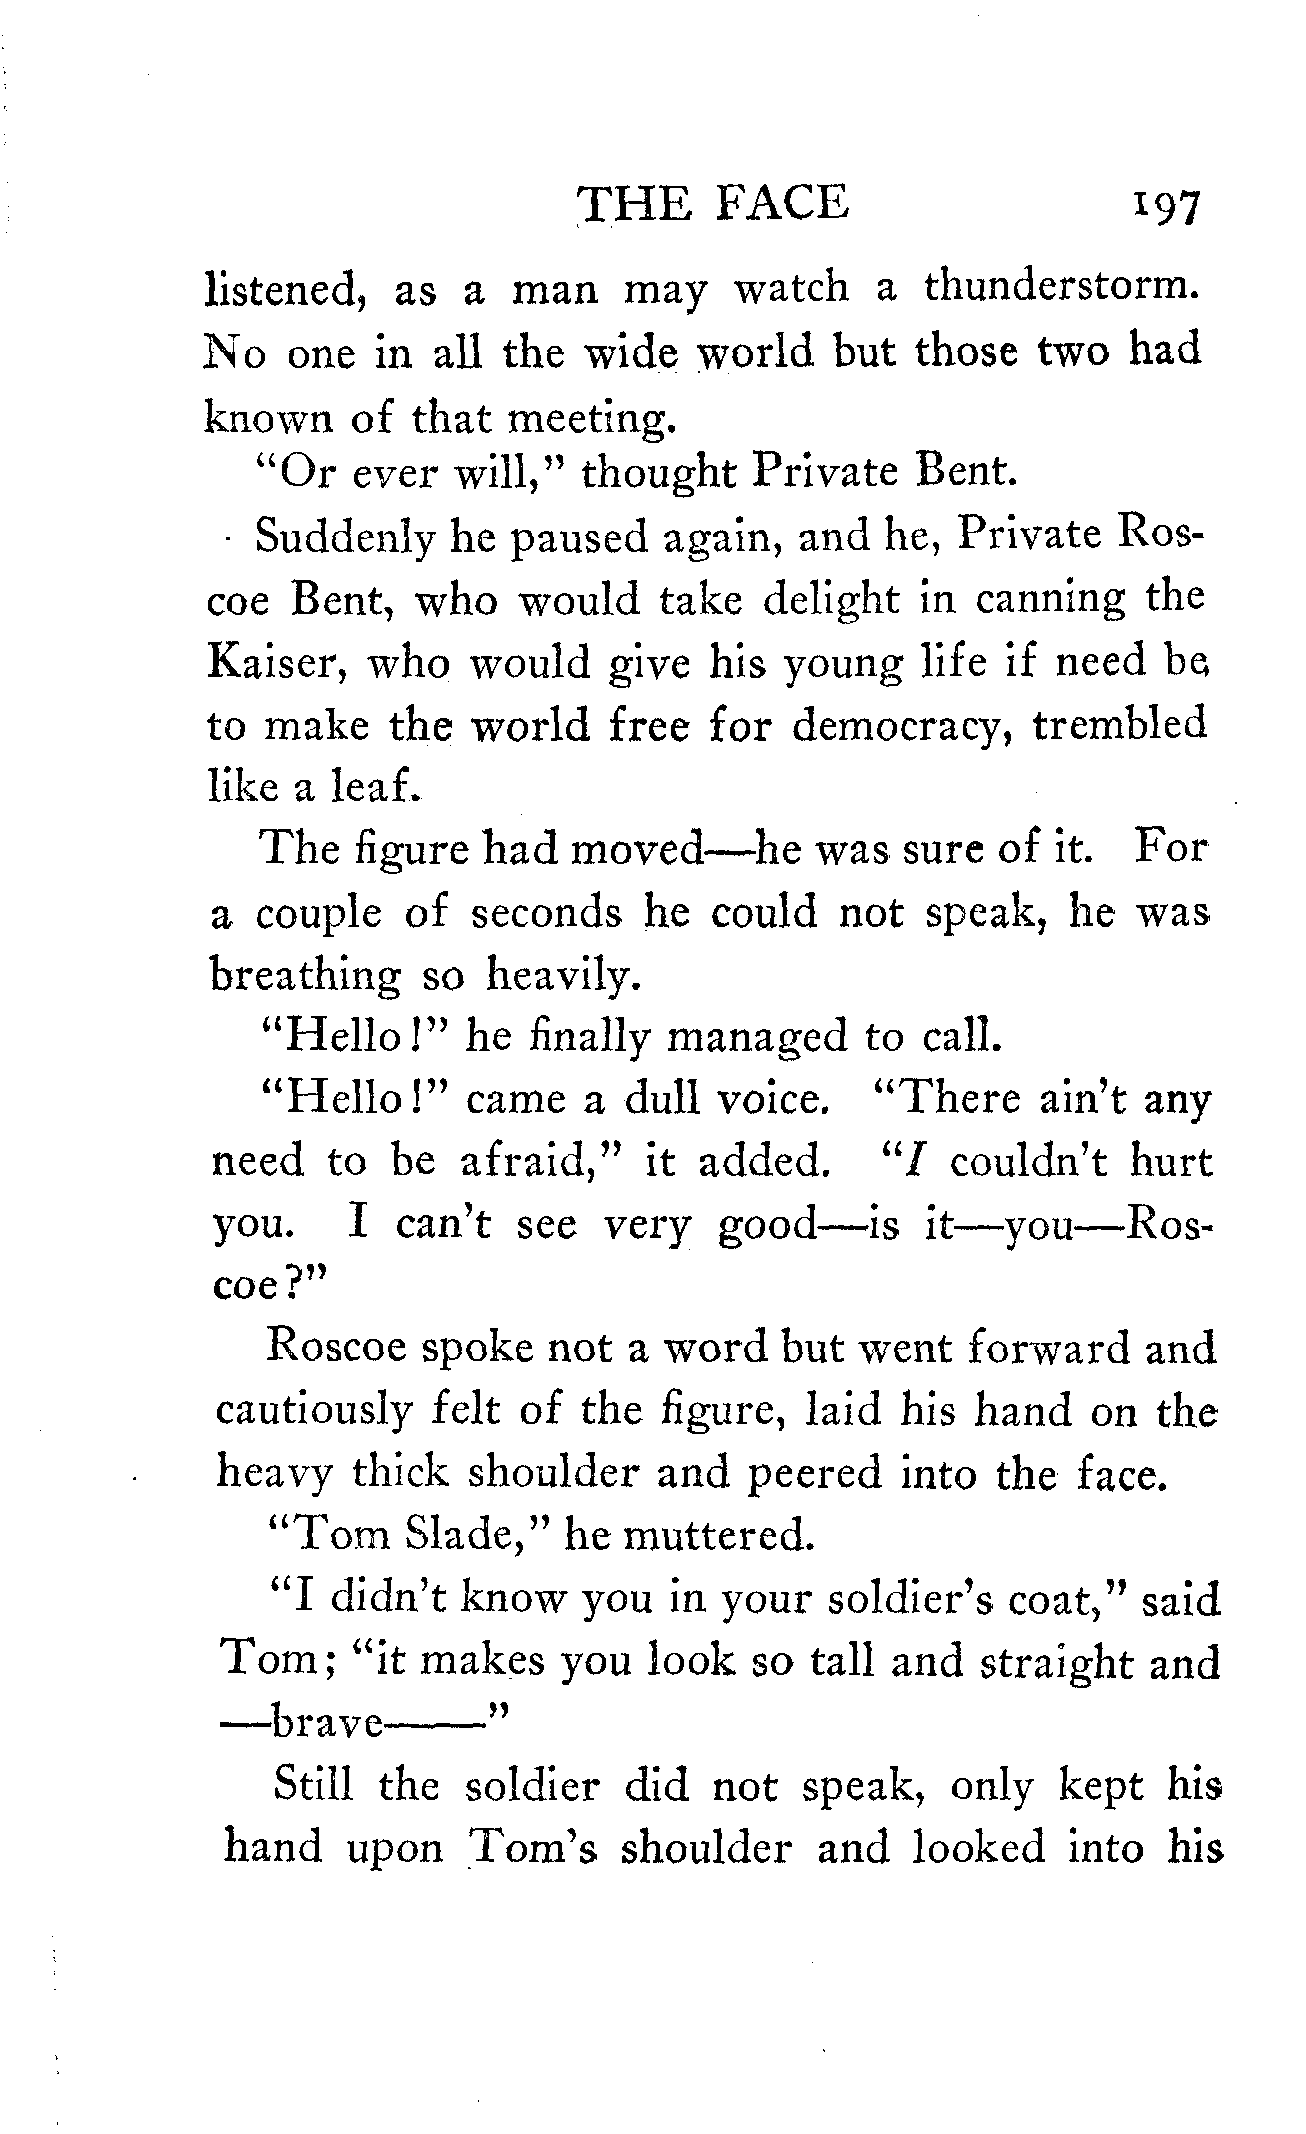 THE FACE 197
listened, as a man may watch a thunderstorm.
No one in all the wide world but those two had
known of that meeting.
“Or ever will,” thought Private Bent.
Suddenly he paused again, and he, Private Ros-
coe Bent, who would take delight in canning the
Kaiser, who would give his young life if need be,
to make the world free for democracy, trembled
like a leaf.
The figure had moved—he was sure of it. For
a couple of seconds he could not speak, he was
breathing so heavily.
“Hello!” he finally managed to call.
“Hello!” came a dull voice. “There ain't any
need to be afraid,” it added. “I couldn't hurt
you. I can't see very good—is it—you—Ros-
coe?”
Roscoe spoke not a word but went forward and
cautiously felt of the figure, laid his hand on the
heavy thick shoulder and peered into the face.
“Tom Slade,” he muttered.
“I didn't know you in your soldier's coat,” said
Tom; “it makes you look so tall and straight and
—brave——”
Still the soldier did not speak, only kept his
hand upon Tom's shoulder and looked into his